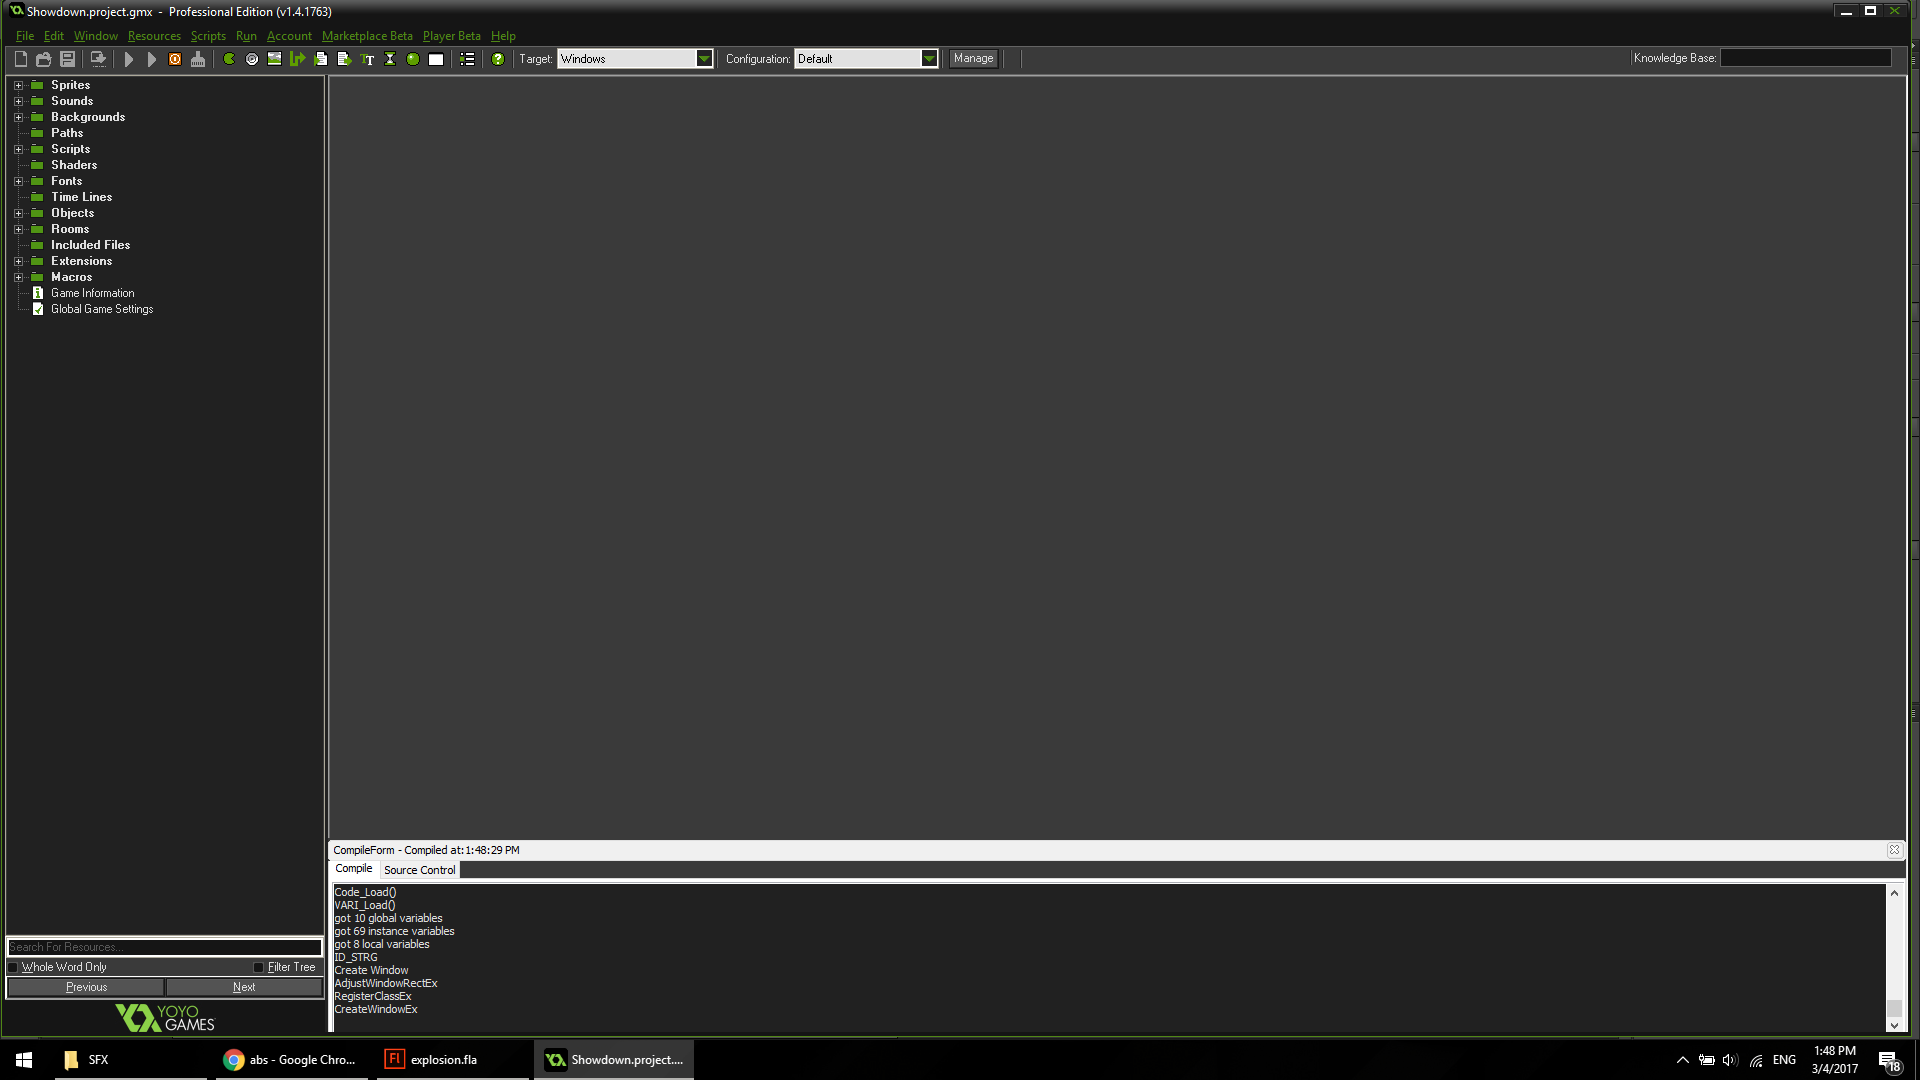 Showdown.project.gmx  -  Professional Edition (v1.4.1763)
File Edit Window Resources Scripts Run Account Marketplace Beta Player Beta Help
Target: Windows Configuration: Default Manage Knowledge Base:
Sprites
Sounds
Backgrounds
Paths
Scripts
Shaders
Fonts
Time Lines
Objects
Rooms
Included Files
Extensions
Macros
Game Information
Global Game Settings
CompileForm - Compiled at:1:48:29 PM
Compile Source Control
Code_Load()
VARI_Load()
got 10 global variables
got 69 instance variables
got 8 local variables
ID_STRG
Create Window
AdjustWindowRectEx
RegisterClassEx
CreateWindowEx
Search For Resources...
Whole Word Only Filter Tree
Previous Next
YOYO
GAMES
SFX abs - Google Chro... Fl explosion.fla Showdown.project.... ENG 1:48 PM
3/4/2017 18